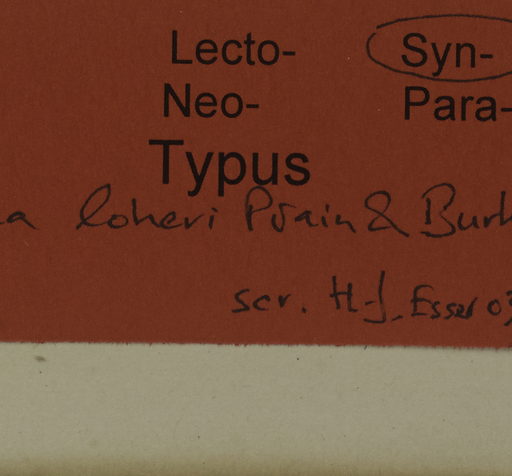 Lecto- Syn-
Neo- Para-
Typus
a loheri Prain & Burk
scr. H.-J. Esser 03